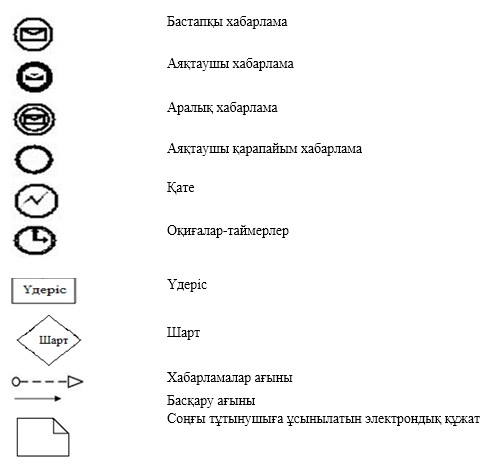 Бастапқы хабарлама
Аяқтаушы хабарлама
Аралық хабарлама
Аяқтаушы қарапайым хабарлама
Қате
Оқиғалар-таймерлер
Үдеріс Үдеріс
Шарт Шарт
Хабарламалар ағыны
Басқару ағыны
Соңғы тұтынушыға ұсынылатын электрондық құжат